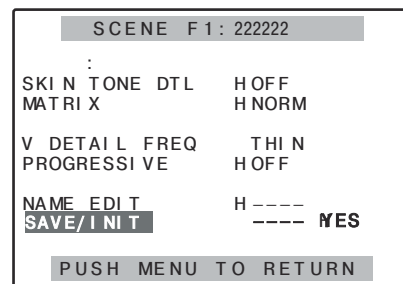 SCENE F1: 222222
:
SKIN TONE DTL H OFF
MATRIX H NORM
V DETAIL FREQ THIN
PROGRESSIVE H OFF
NAME EDIT H ----
SAVE/INIT ---- YES
PUSH MENU TO RETURN